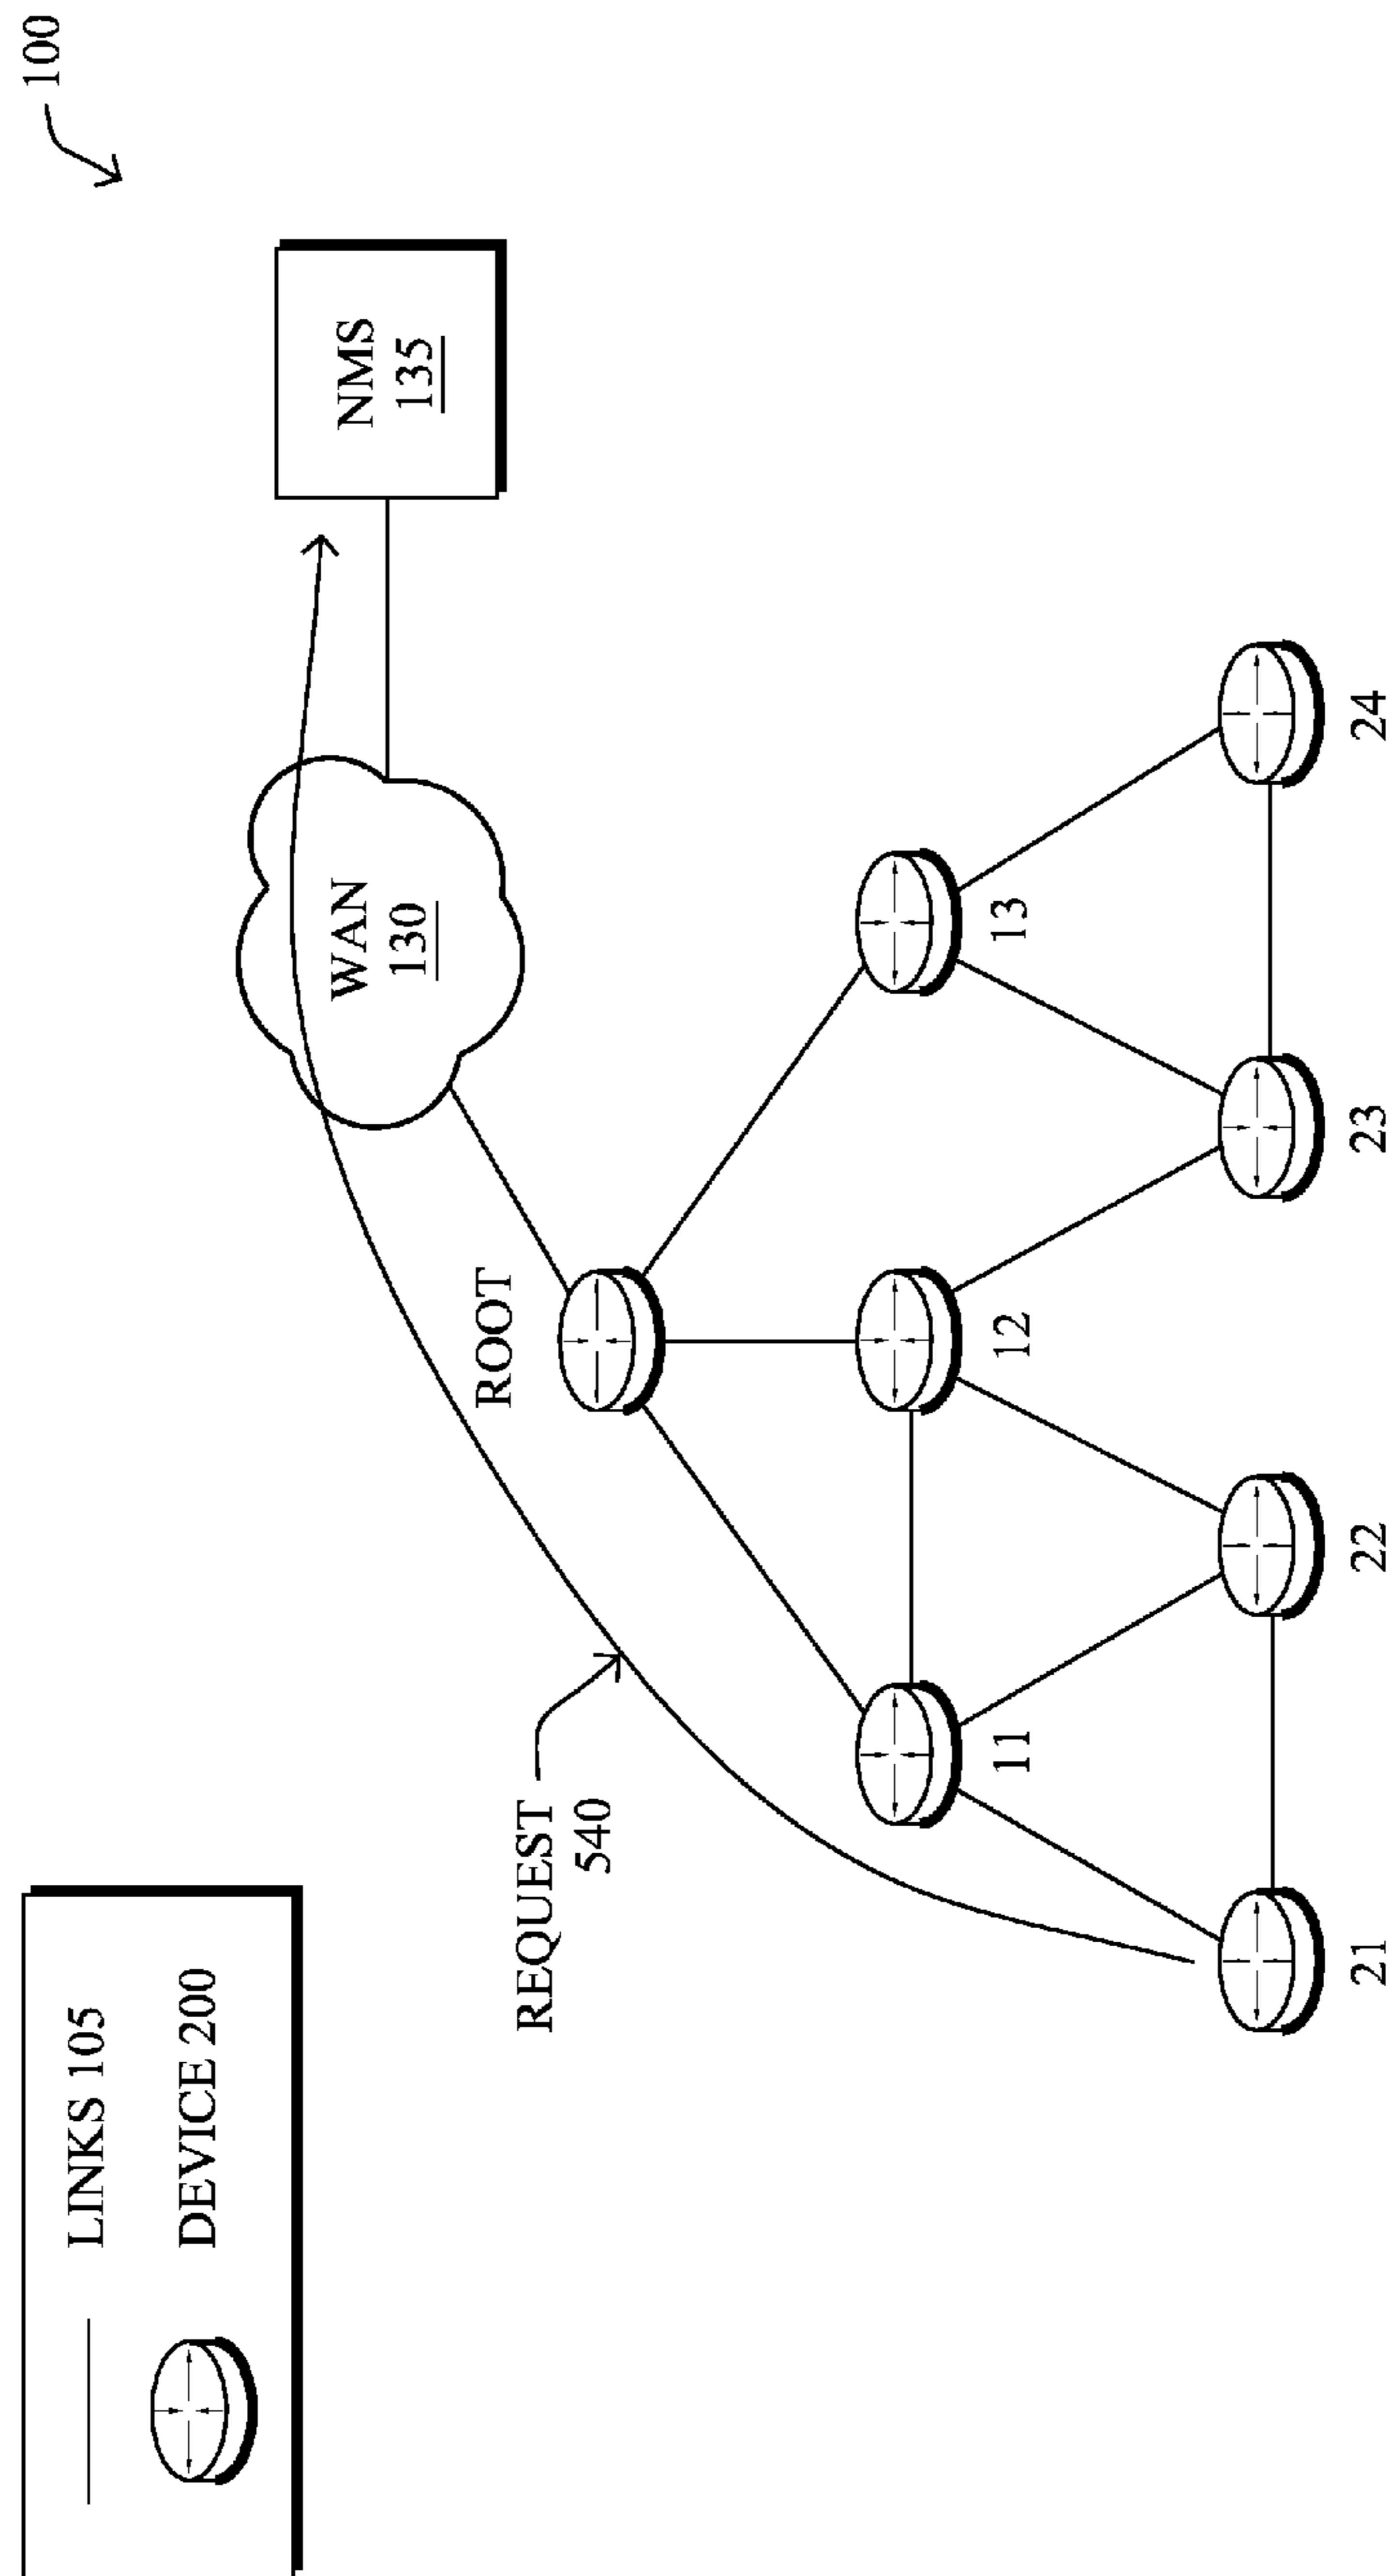 LINKS 105
DEVICE 200
100
NMS
135
WAN
130
ROOT
REQUEST
540
11
12
13
21
22
23
24